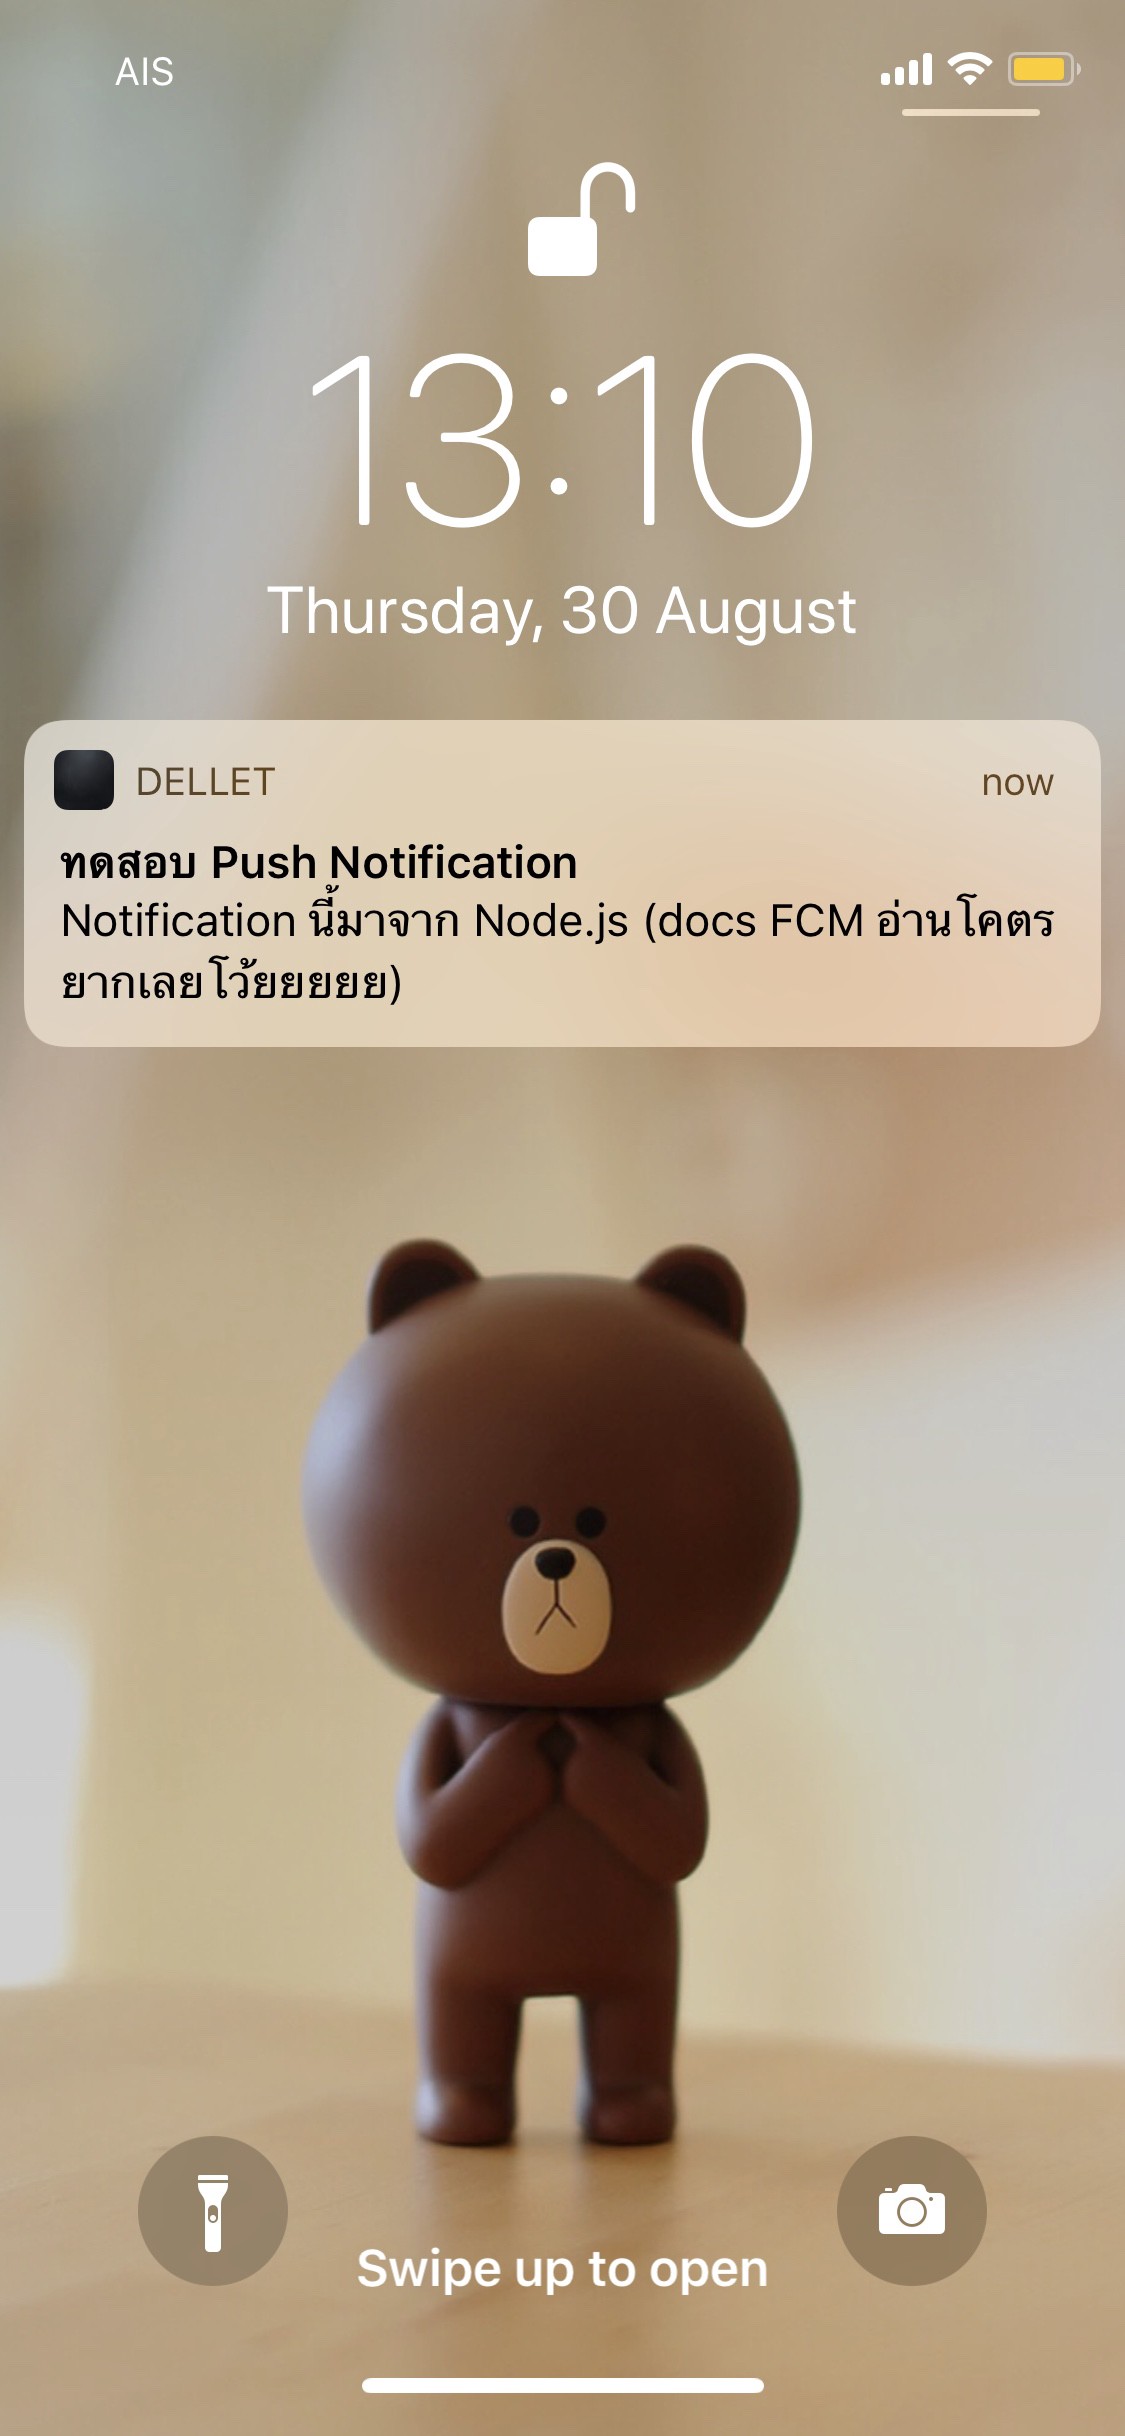 AIS
13:10
Thursday, 30 August
DELLET
now
ทดสอบ Push Notification
Notification นี้มาจาก Node.js (docs FCM อ่านโคตร
ยากเลยโว้ยยยยย)
Swipe up to open